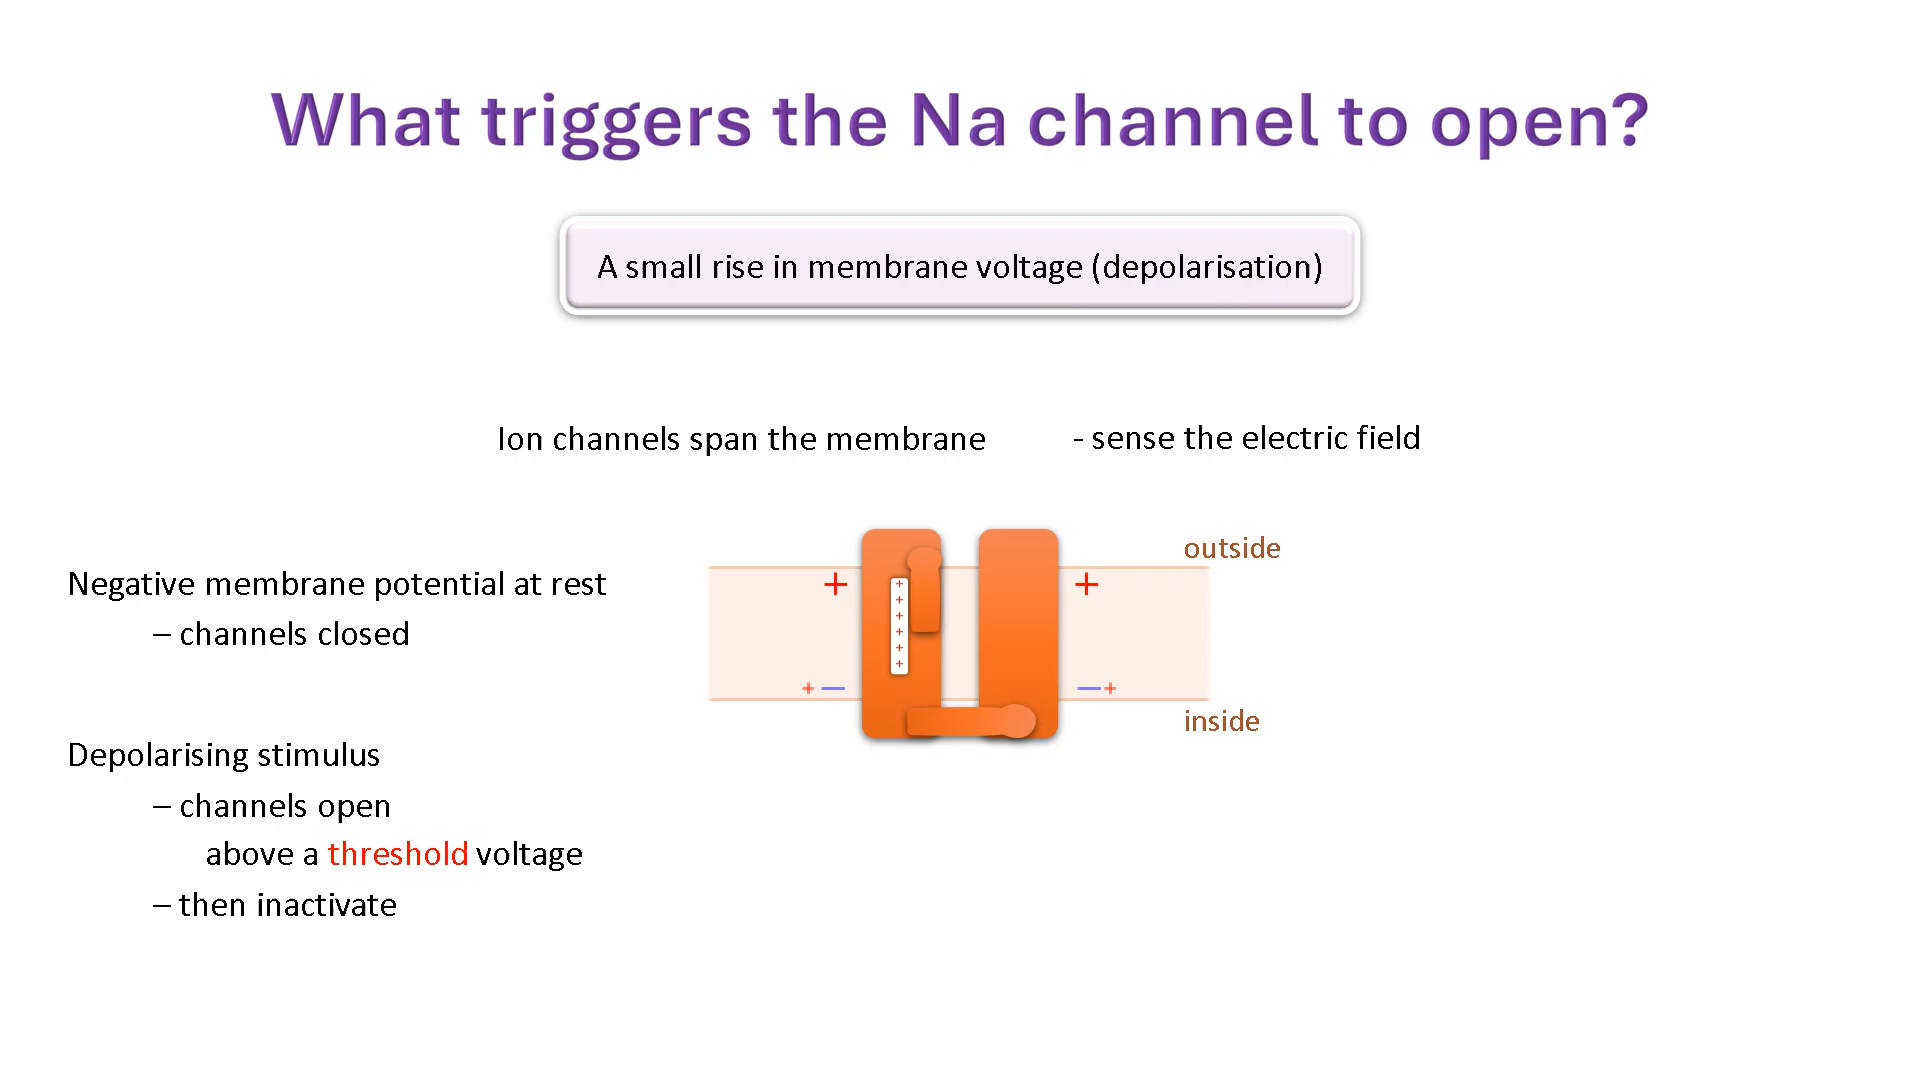 What triggers the Na channel to open?
A small rise in membrane voltage (depolarisation)
Ion channels span the membrane - sense the electric field
outside
Negative membrane potential at rest
– channels closed
+ +
+
+
+
+
+
+
+ – – +
inside
Depolarising stimulus
– channels open
above a threshold voltage
– then inactivate